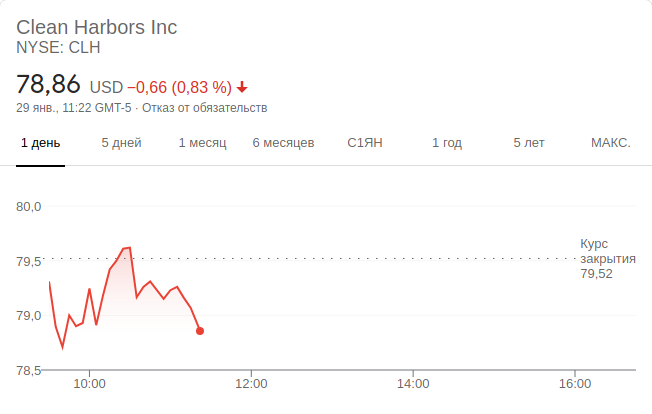 Clean Harbors Inc
NYSE: CLH
78,86 USD −0,66 (0,83 %)
29 янв., 11:22 GMT-5 · Отказ от обязательств
1 день 5 дней 1 месяц 6 месяцев С1ЯН 1 год 5 лет МАКС.
80,0
79,5
79,0
78,5
Курс
закрытия
79,52
10:00 12:00 14:00 16:00